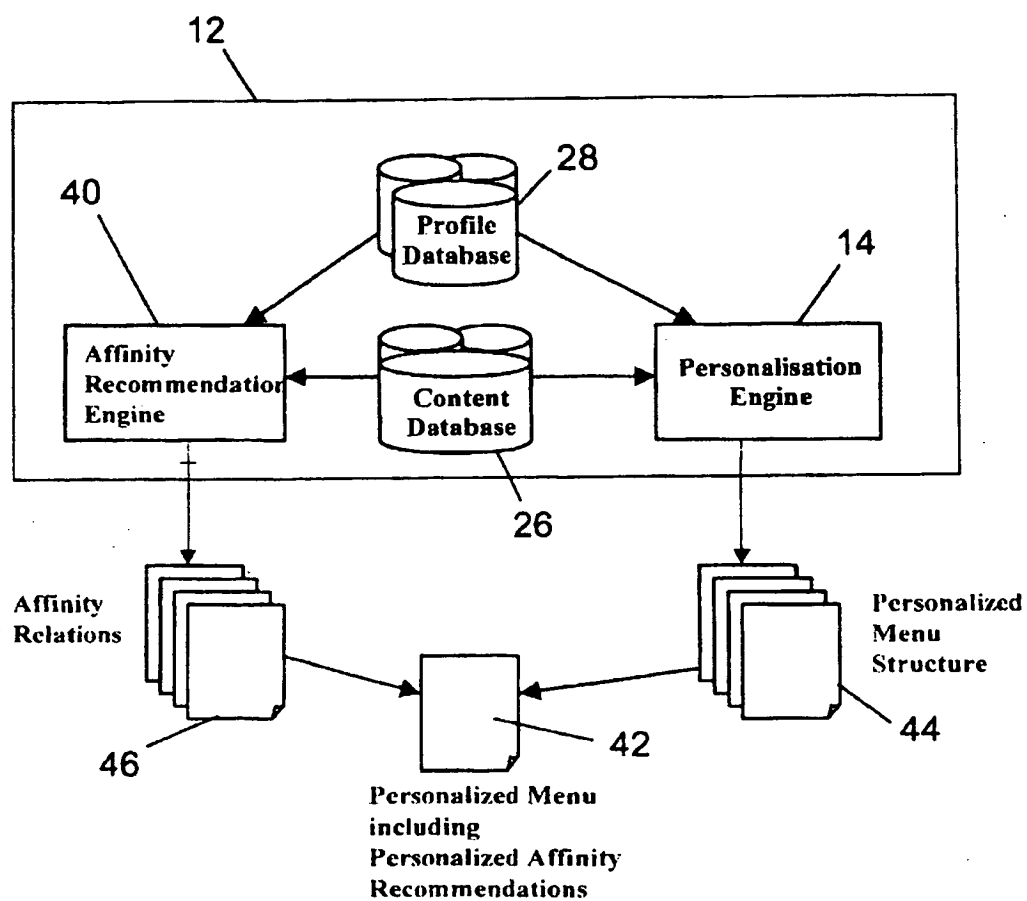 12
28
40
Profile
Database
14
Affinity
Recommendation
Engine
Content
Database
Personalisation
Engine
26
Affinity
Relations
Personalized
Menu
Structure
46
42
44
Personalized Menu
including
Personalized Affinity
Recommendations